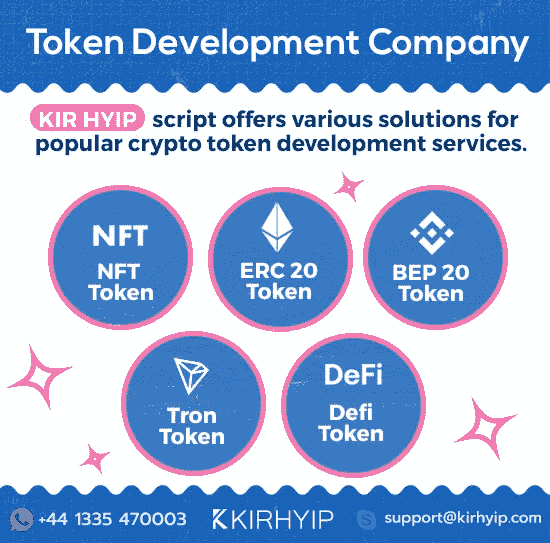 Token Development Company
KIR HYIP script offers various solutions for
popular crypto token development services.
NFT
NFT
Token
ERC 20
Token
BEP 20
Token
Tron
Token
DeFi
Defi
Token
+44 1335 470003 KIRHYIP support@kirhyip.com